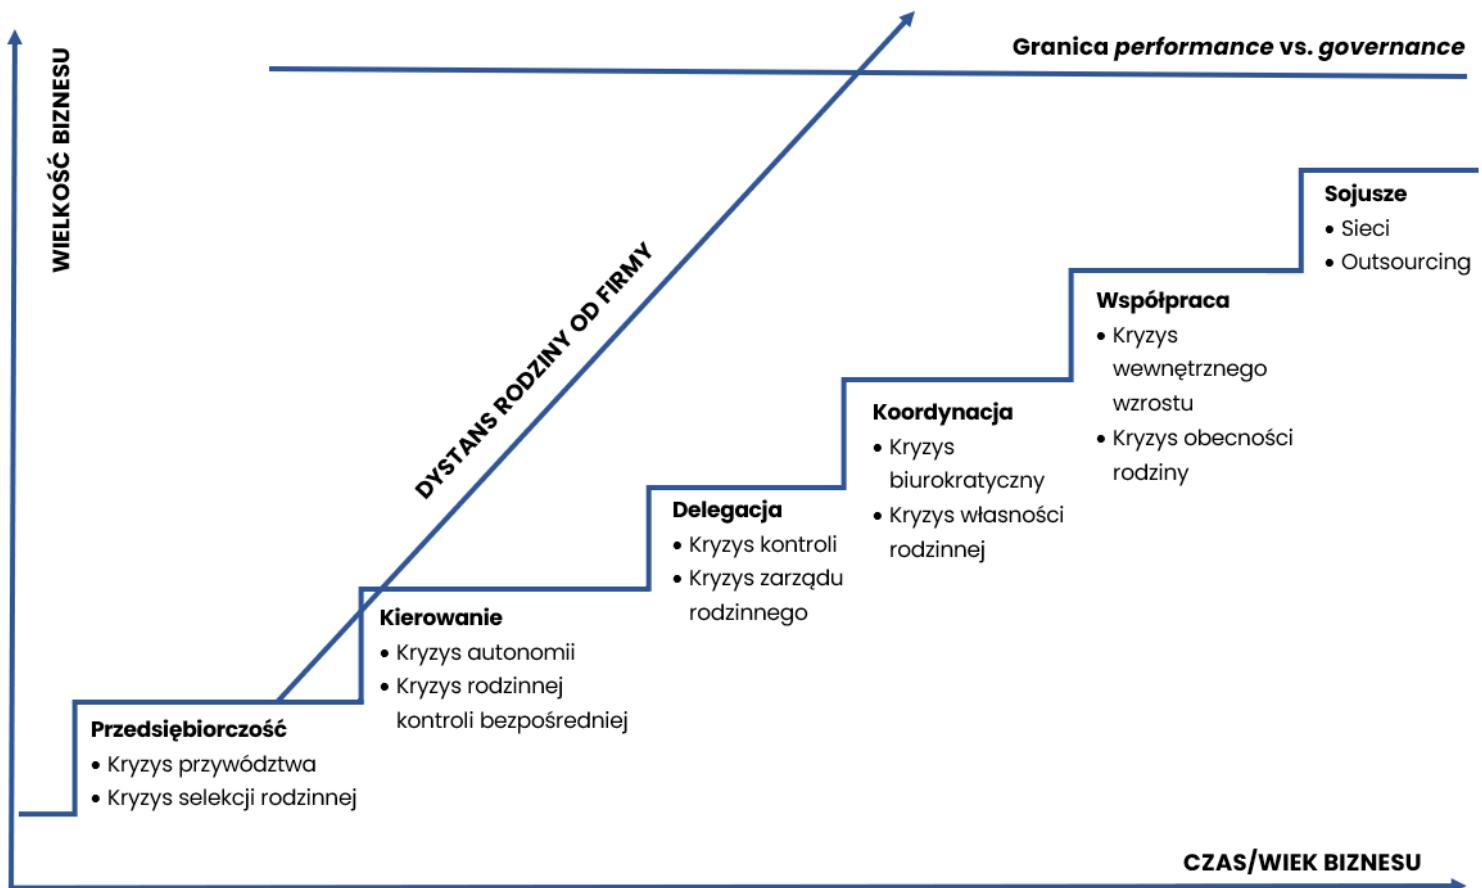 WIELKOŚĆ BIZNESU
Granica performance vs. governance
DYSTANS RODZINY OD FIRMY
Przedsiębiorczość
• Kryzys przywództwa
• Kryzys selekcji rodzinnej
Kierowanie
• Kryzys autonomii
• Kryzys rodzinnej
kontroli bezpośredniej
Delegacja
• Kryzys kontroli
• Kryzys zarządu
rodzinnego
Koordynacja
• Kryzys
biurokratyczny
• Kryzys własności
rodzinnej
Współpraca
• Kryzys
wewnętrznego
wzrostu
• Kryzys obecności
rodziny
Sojusze
• Sieci
• Outsourcing
CZAS/WIEK BIZNESU